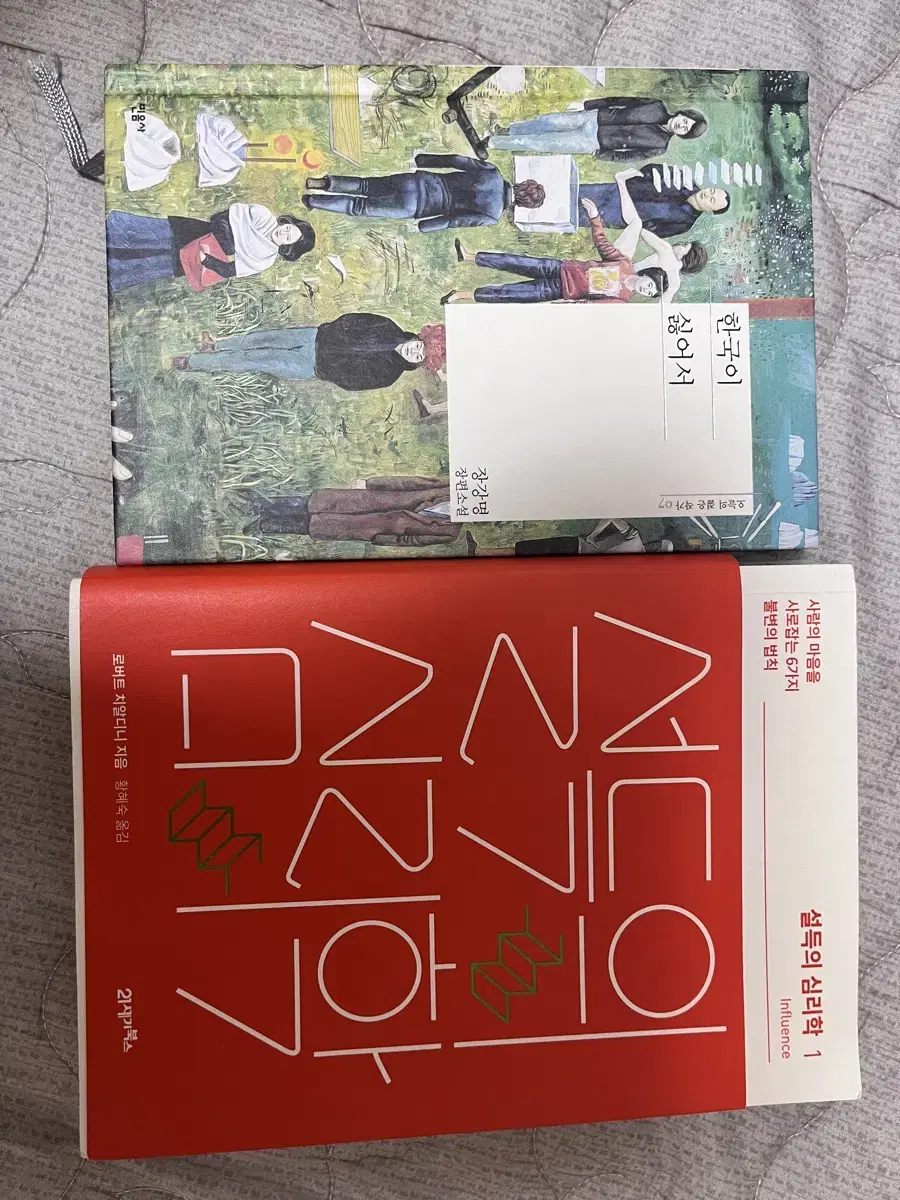 한국이
싫어서
장강명
장편소설
오늘의 젊은 작가 07
민음사
사람의 마음을
사로잡는 6가지
불변의 법칙
설득의 심리학 1
Influence
설득의
심리학
로버트 치알디니 지음 황혜숙 옮김
21세기북스